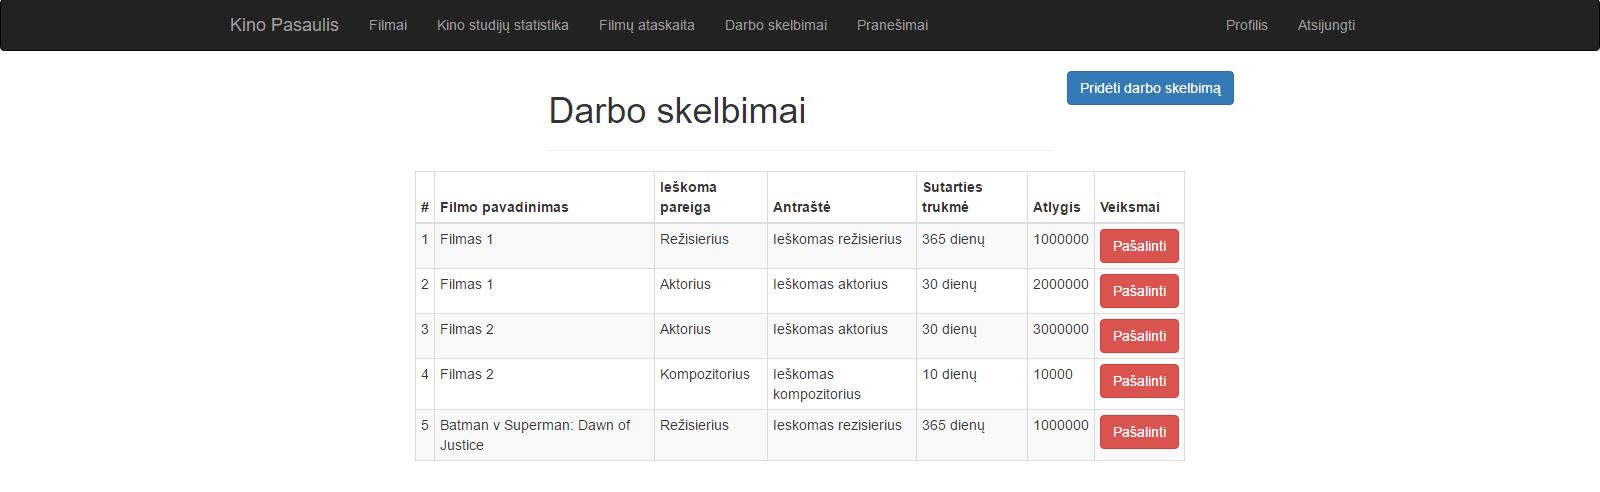 Kino Pasaulis Filmai Kino studijų statistika Filmų ataskaita Darbo skelbimai Pranešimai Profilis Atsijungti
Pridėti darbo skelbimą
Darbo skelbimai
# Filmo pavadinimas Ieškoma pareiga Antraštė Sutarties trukmė Atlygis Veiksmai
1 Filmas 1 Režisierius Ieškomas režisierius 365 dienų 1000000 Pašalinti
2 Filmas 1 Aktorius Ieškomas aktorius 30 dienų 2000000 Pašalinti
3 Filmas 2 Aktorius Ieškomas aktorius 30 dienų 3000000 Pašalinti
4 Filmas 2 Kompozitorius Ieškomas kompozitorius 10 dienų 10000 Pašalinti
5 Batman v Superman: Dawn of Justice Režisierius Ieskomas rezisierius 365 dienų 1000000 Pašalinti